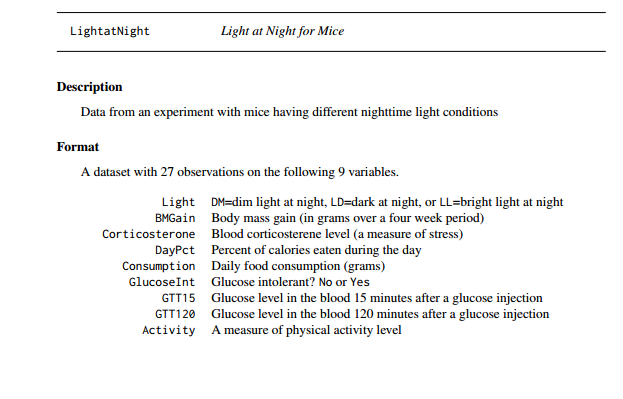 LightatNight Light at Night for Mice
Description
Data from an experiment with mice having different nighttime light conditions
Format
A dataset with 27 observations on the following 9 variables.
Light DM=dim light at night, LD=dark at night, or LL=bright light at night
BMGain Body mass gain (in grams over a four week period)
Corticosterone Blood corticosterene level (a measure of stress)
DayPct Percent of calories eaten during the day
Consumption Daily food consumption (grams)
GlucoseInt Glucose intolerant? No or Yes
GTT15 Glucose level in the blood 15 minutes after a glucose injection
GTT120 Glucose level in the blood 120 minutes after a glucose injection
Activity A measure of physical activity level